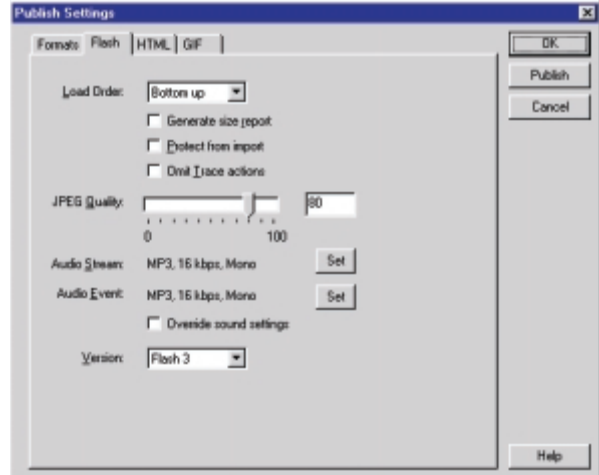 Publish Settings
Formats Flash HTML GIF
OK
Publish
Cancel
Load Order: Bottom up
Generate size report
Protect from import
Omit Trace actions
JPEG Quality: 80
0 100
Audio Stream: MP3, 16 kbps, Mono Set
Audio Event: MP3, 16 kbps, Mono Set
Override sound settings
Version: Flash 3
Help